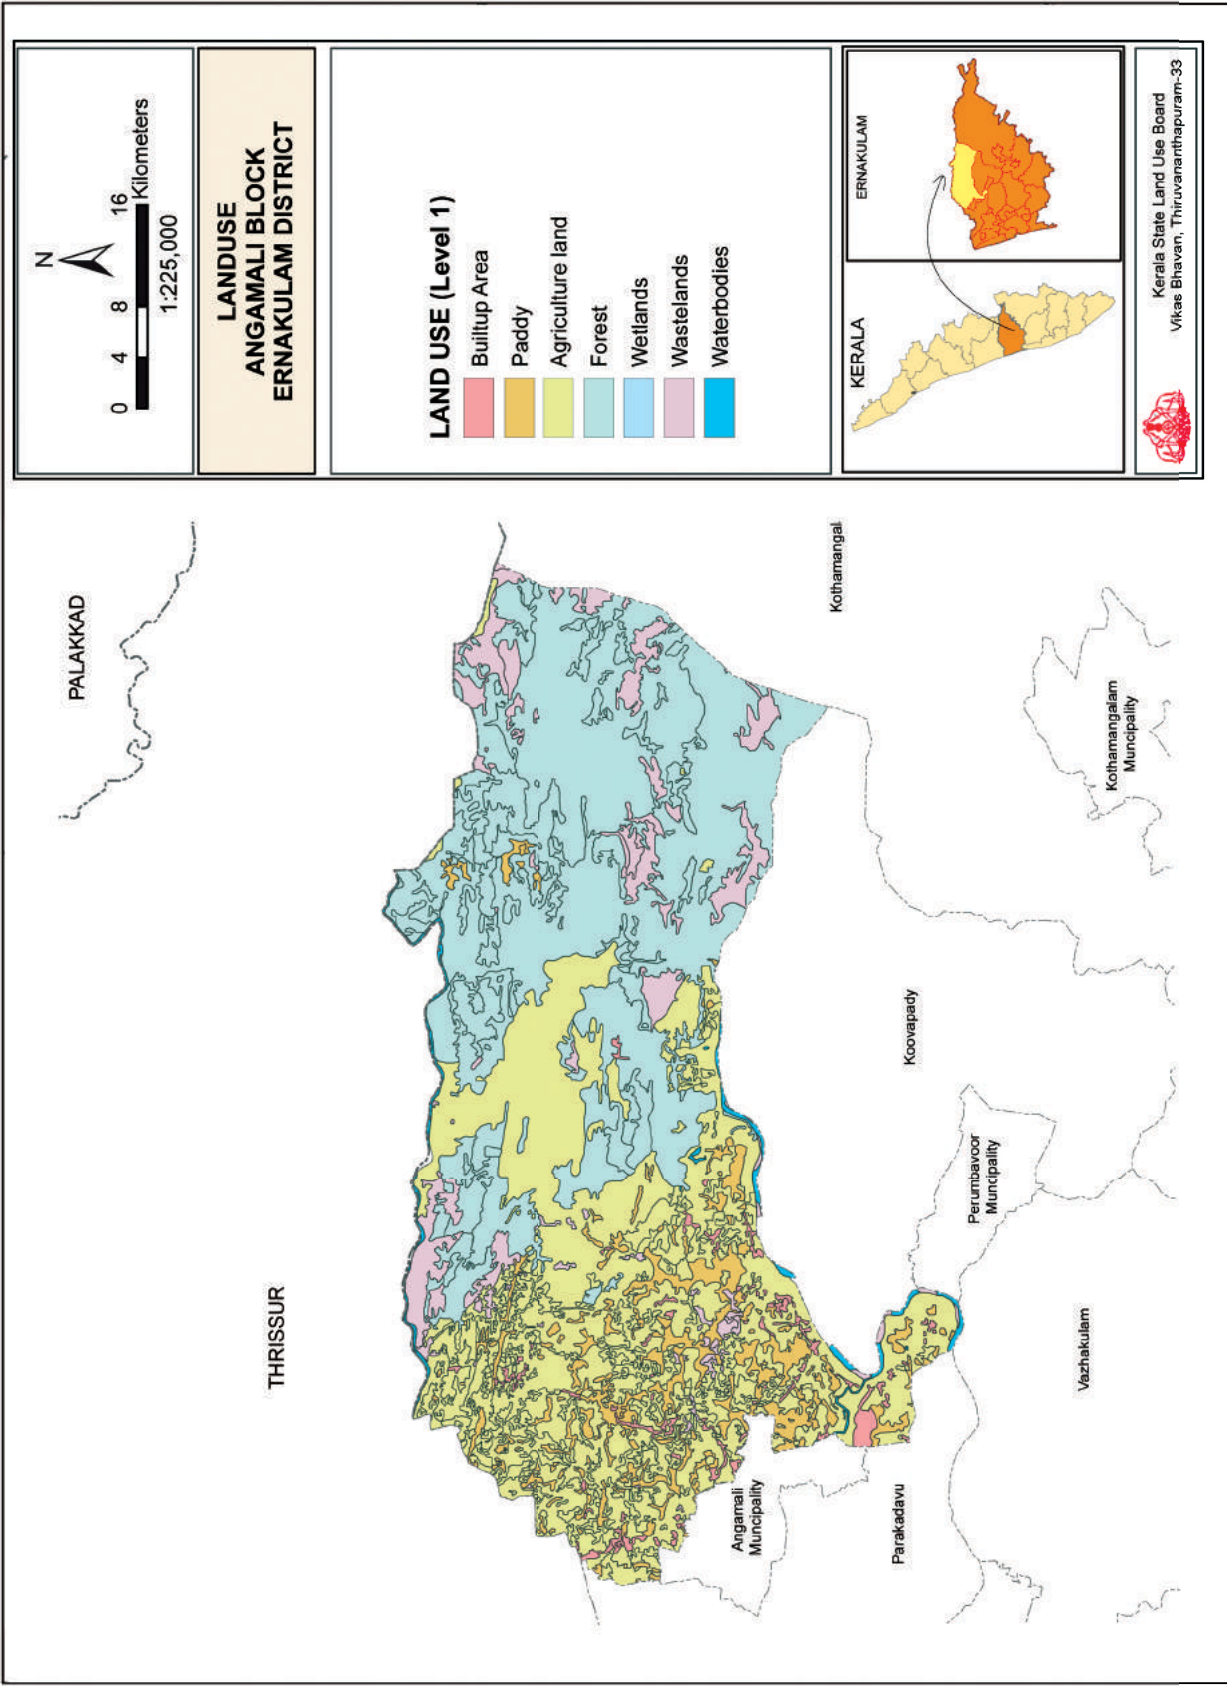 N
0 4 8 16
Kilometers
1:225,000
LANDUSE
ANGAMALI BLOCK
ERNAKULAM DISTRICT
LAND USE (Level 1)
Builtup Area
Paddy
Agriculture land
Forest
Wetlands
Wastelands
Waterbodies
KERALA
ERNAKULAM
Kerala State Land Use Board
Vikas Bhavan, Thiruvananthapuram-33
PALAKKAD
THRISSUR
Kothamangal
Kothamangalam
Muncipality
Koovapady
Perumbavoor
Muncipality
Vazhakulam
Angamali
Muncipality
Parakadavu